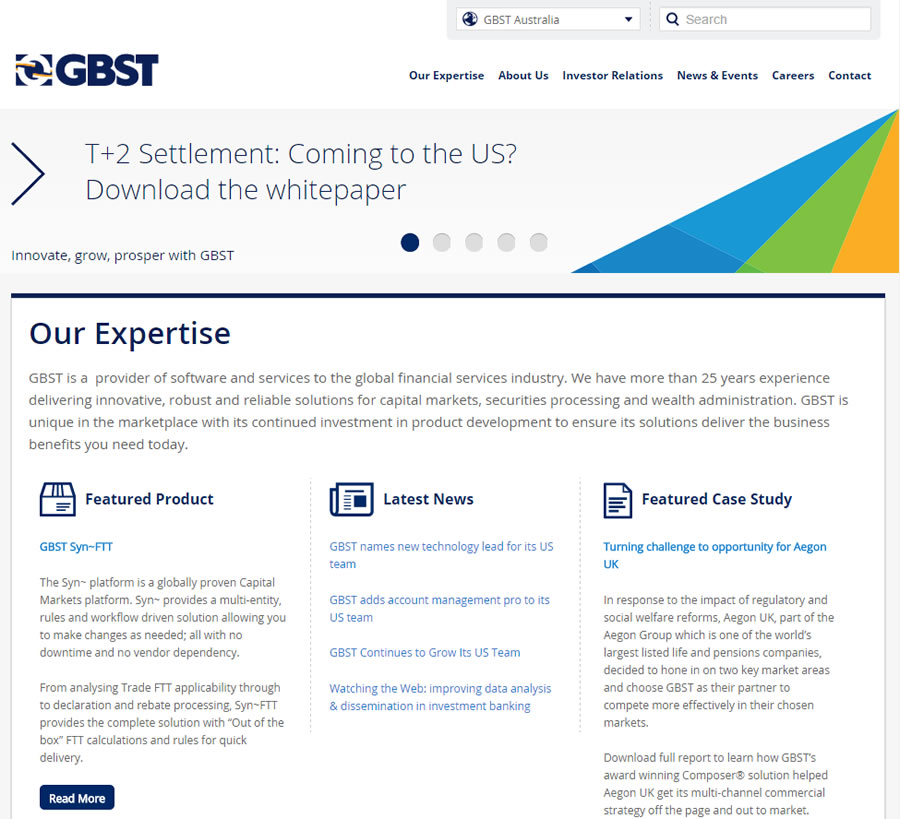 GBST Australia
Search
GBST
Our Expertise About Us Investor Relations News & Events Careers Contact
T+2 Settlement: Coming to the US?
Download the whitepaper
Innovate, grow, prosper with GBST
Our Expertise
GBST is a  provider of software and services to the global financial services industry. We have more than 25 years experience
delivering innovative, robust and reliable solutions for capital markets, securities processing and wealth administration. GBST is
unique in the marketplace with its continued investment in product development to ensure its solutions deliver the business
benefits you need today.
Featured Product
GBST Syn~FTT
The Syn~ platform is a globally proven Capital
Markets platform. Syn~ provides a multi-entity,
rules and workflow driven solution allowing you
to make changes as needed; all with no
downtime and no vendor dependency.
From analysing Trade FTT applicability through
to declaration and rebate processing, Syn~FTT
provides the complete solution with “Out of the
box” FTT calculations and rules for quick
delivery.
Read More
Latest News
GBST names new technology lead for its US
team
GBST adds account management pro to its
US team
GBST Continues to Grow Its US Team
Watching the Web: improving data analysis
& dissemination in investment banking
Featured Case Study
Turning challenge to opportunity for Aegon
UK
In response to the impact of regulatory and
social welfare reforms, Aegon UK, part of the
Aegon Group which is one of the world’s
largest listed life and pensions companies,
decided to hone in on two key market areas
and choose GBST as their partner to
compete more effectively in their chosen
markets.
Download full report to learn how GBST’s
award winning Composer® solution helped
Aegon UK get its multi-channel commercial
strategy off the page and out to market.